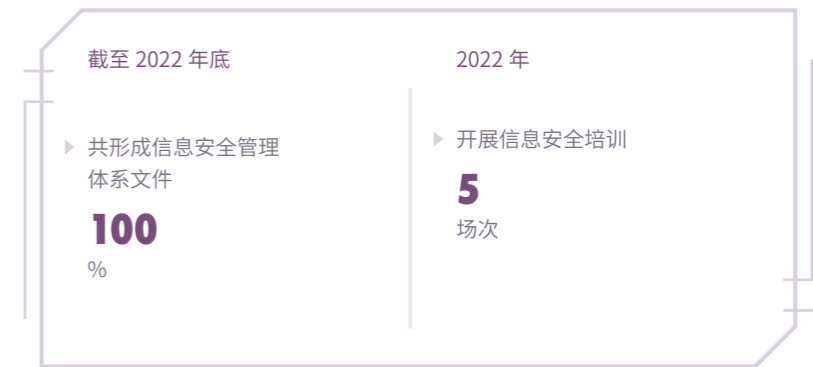 截至 2022 年底
共形成信息安全管理
体系文件
100
%
2022 年
开展信息安全培训
5
场次